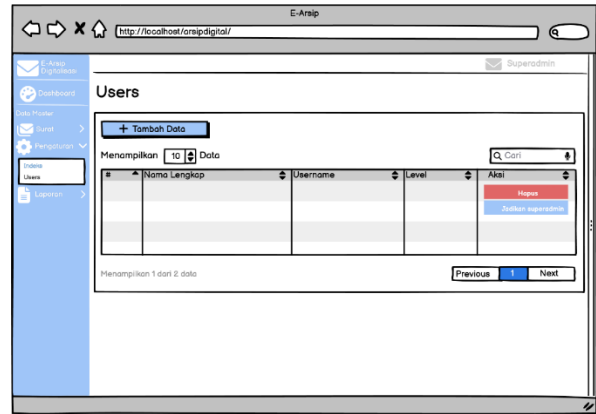 E-Arsip
http://localhost/arsipdigital/
E-Arsip
Digitalisasi
Superadmin
Dashboard
Users
Data Master
Surat
Pengaturan
Indeks
Users
Laporan
+ Tambah Data
Menampilkan 10 Data
Cari
# Nama Lengkap Username Level Aksi
Hapus
Jadikan superadmin
Menampilkan 1 dari 2 data
Previous 1 Next